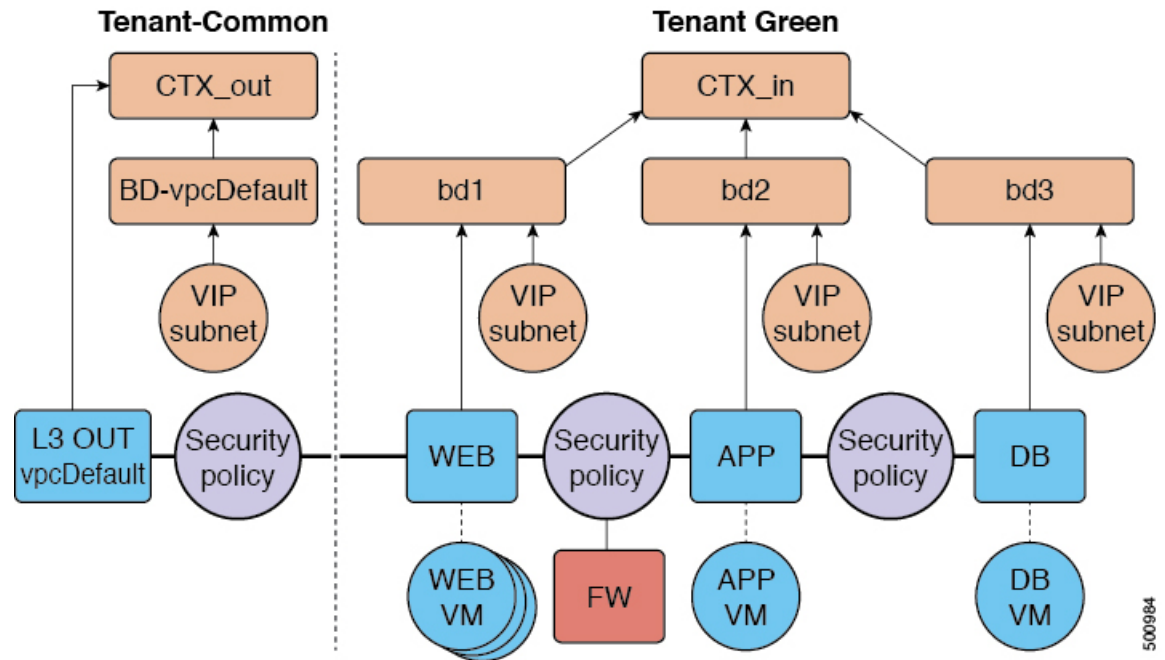 Tenant-Common
Tenant Green
CTX_out
CTX_in
BD-vpcDefault
bd1
bd2
bd3
VIP
subnet
VIP
subnet
VIP
subnet
VIP
subnet
L3 OUT
vpcDefault
Security
policy
WEB
Security
policy
APP
Security
policy
DB
WEB
VM
FW
APP
VM
DB
VM
500984